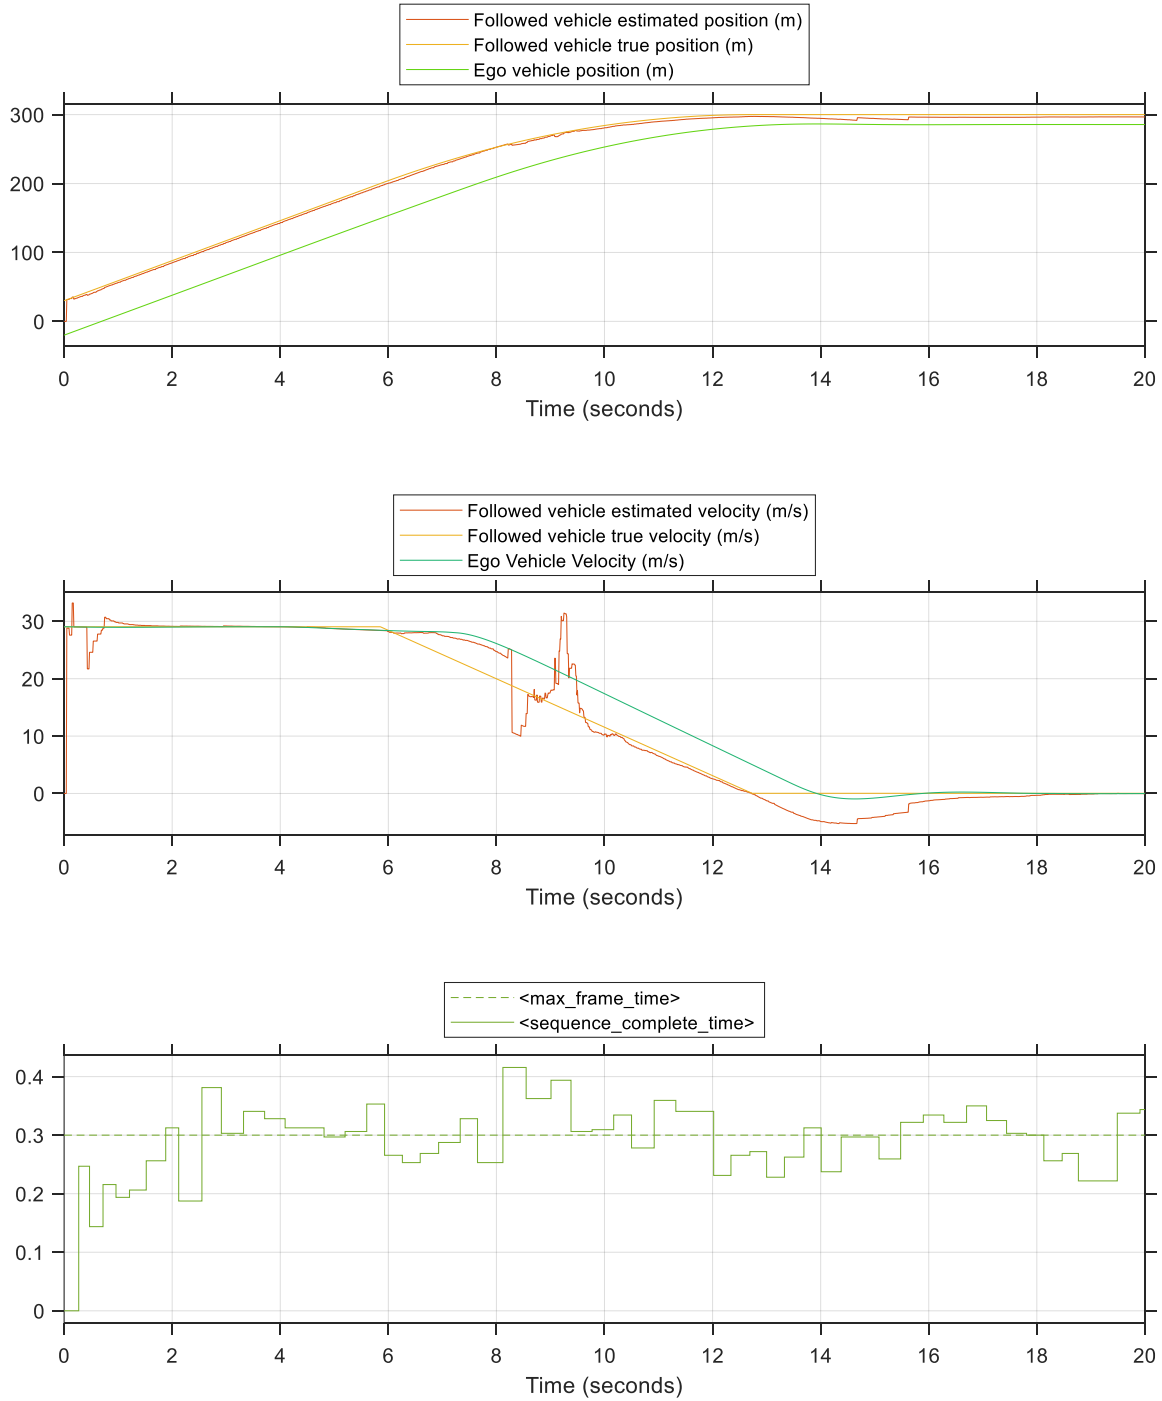 Followed vehicle estimated position (m)
Followed vehicle true position (m)
Ego vehicle position (m)
300
200
100
0
0 2 4 6 8 10 12 14 16 18 20
Time (seconds)
Followed vehicle estimated velocity (m/s)
Followed vehicle true velocity (m/s)
Ego Vehicle Velocity (m/s)
30
20
10
0
0 2 4 6 8 10 12 14 16 18 20
Time (seconds)
<max_frame_time>
<sequence_complete_time>
0.4
0.3
0.2
0.1
0
0 2 4 6 8 10 12 14 16 18 20
Time (seconds)